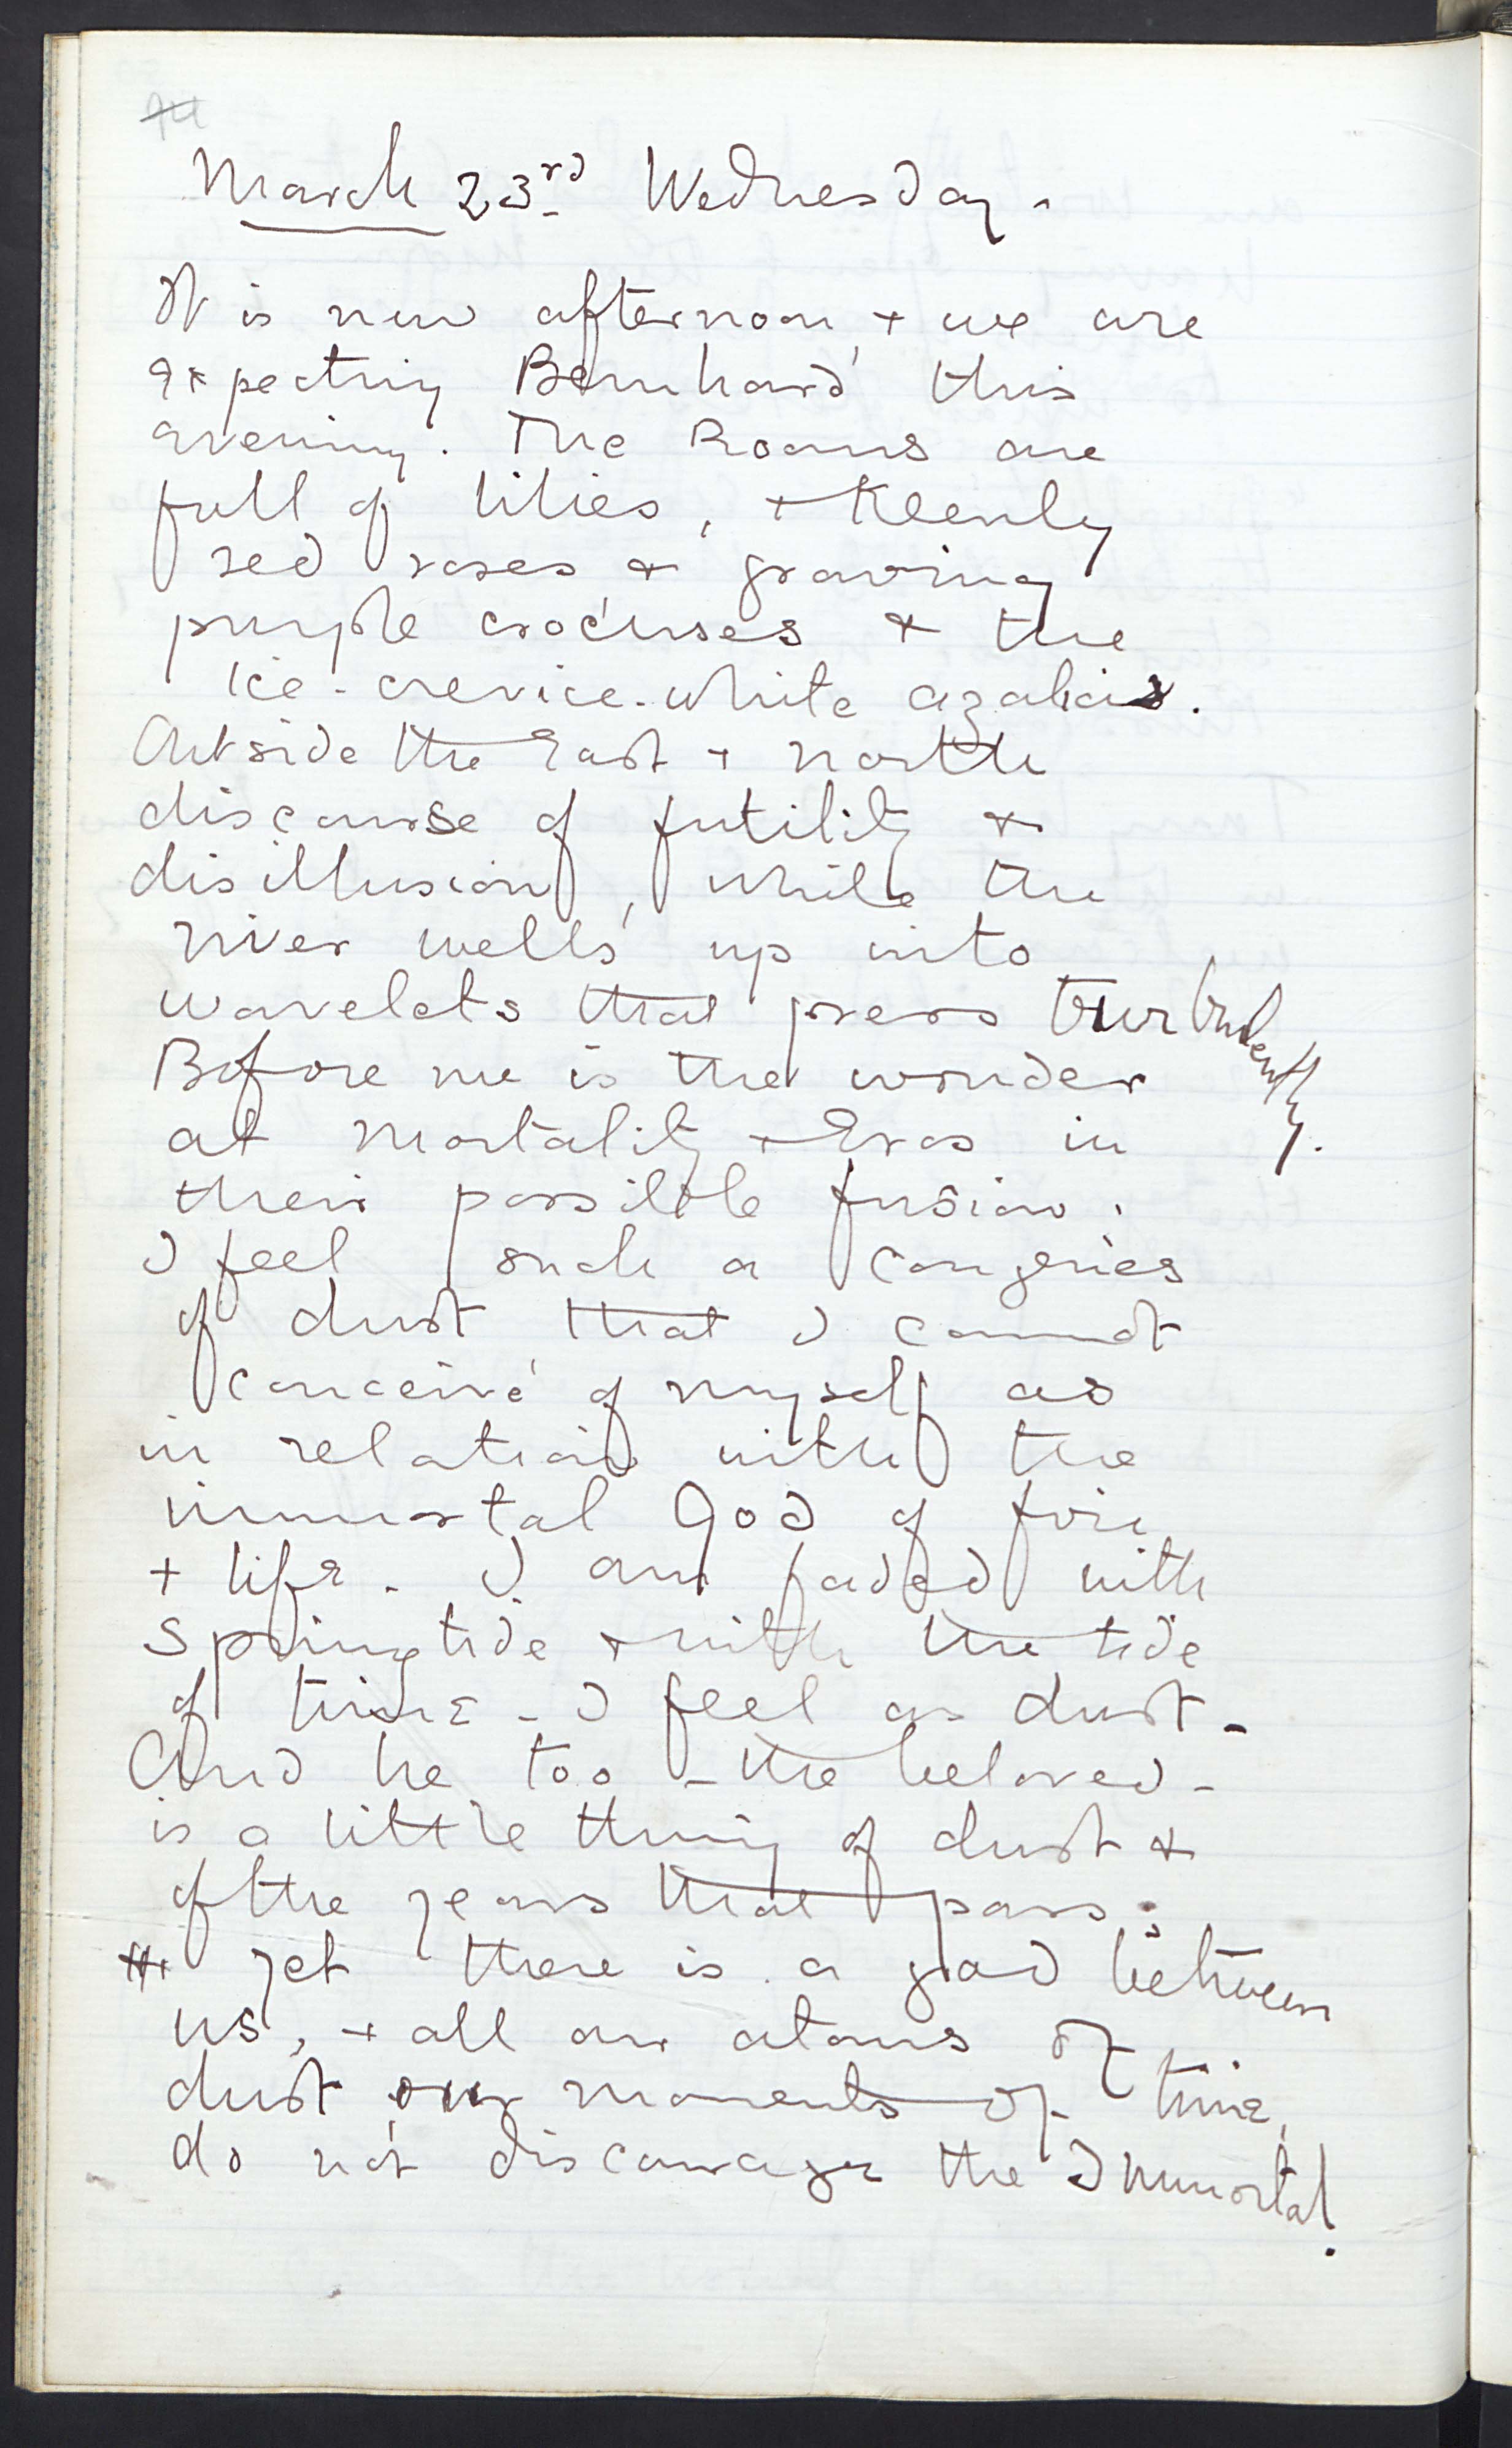 March 23rd Wednesday.
It is now afternoon, + we are
expecting Bernhard this
evening. The Rooms are
full of lilies, + Keenly
red roses + growing
purple crocuses + the
ice-crevice-white azaleas.
Outside the East + north
discourse of futility +
disillusion, while the
river wells up into
wavelets that press turbulently.
Before me is the wonder
at mortality + Eros in
their possible fusion.
I feel such a congeries
of dust that I cannot
conceive of myself as
in relation with the
immortal God of fire
+ life. I am faded with
Springtide + with the tide
of time - I feel as dust -
And he too - the beloved -
is a little thing of dust +
of the years that pass.
yet there is a god between
us, + all our atoms of
dust our moments of time,
do not discourage the Immortal!